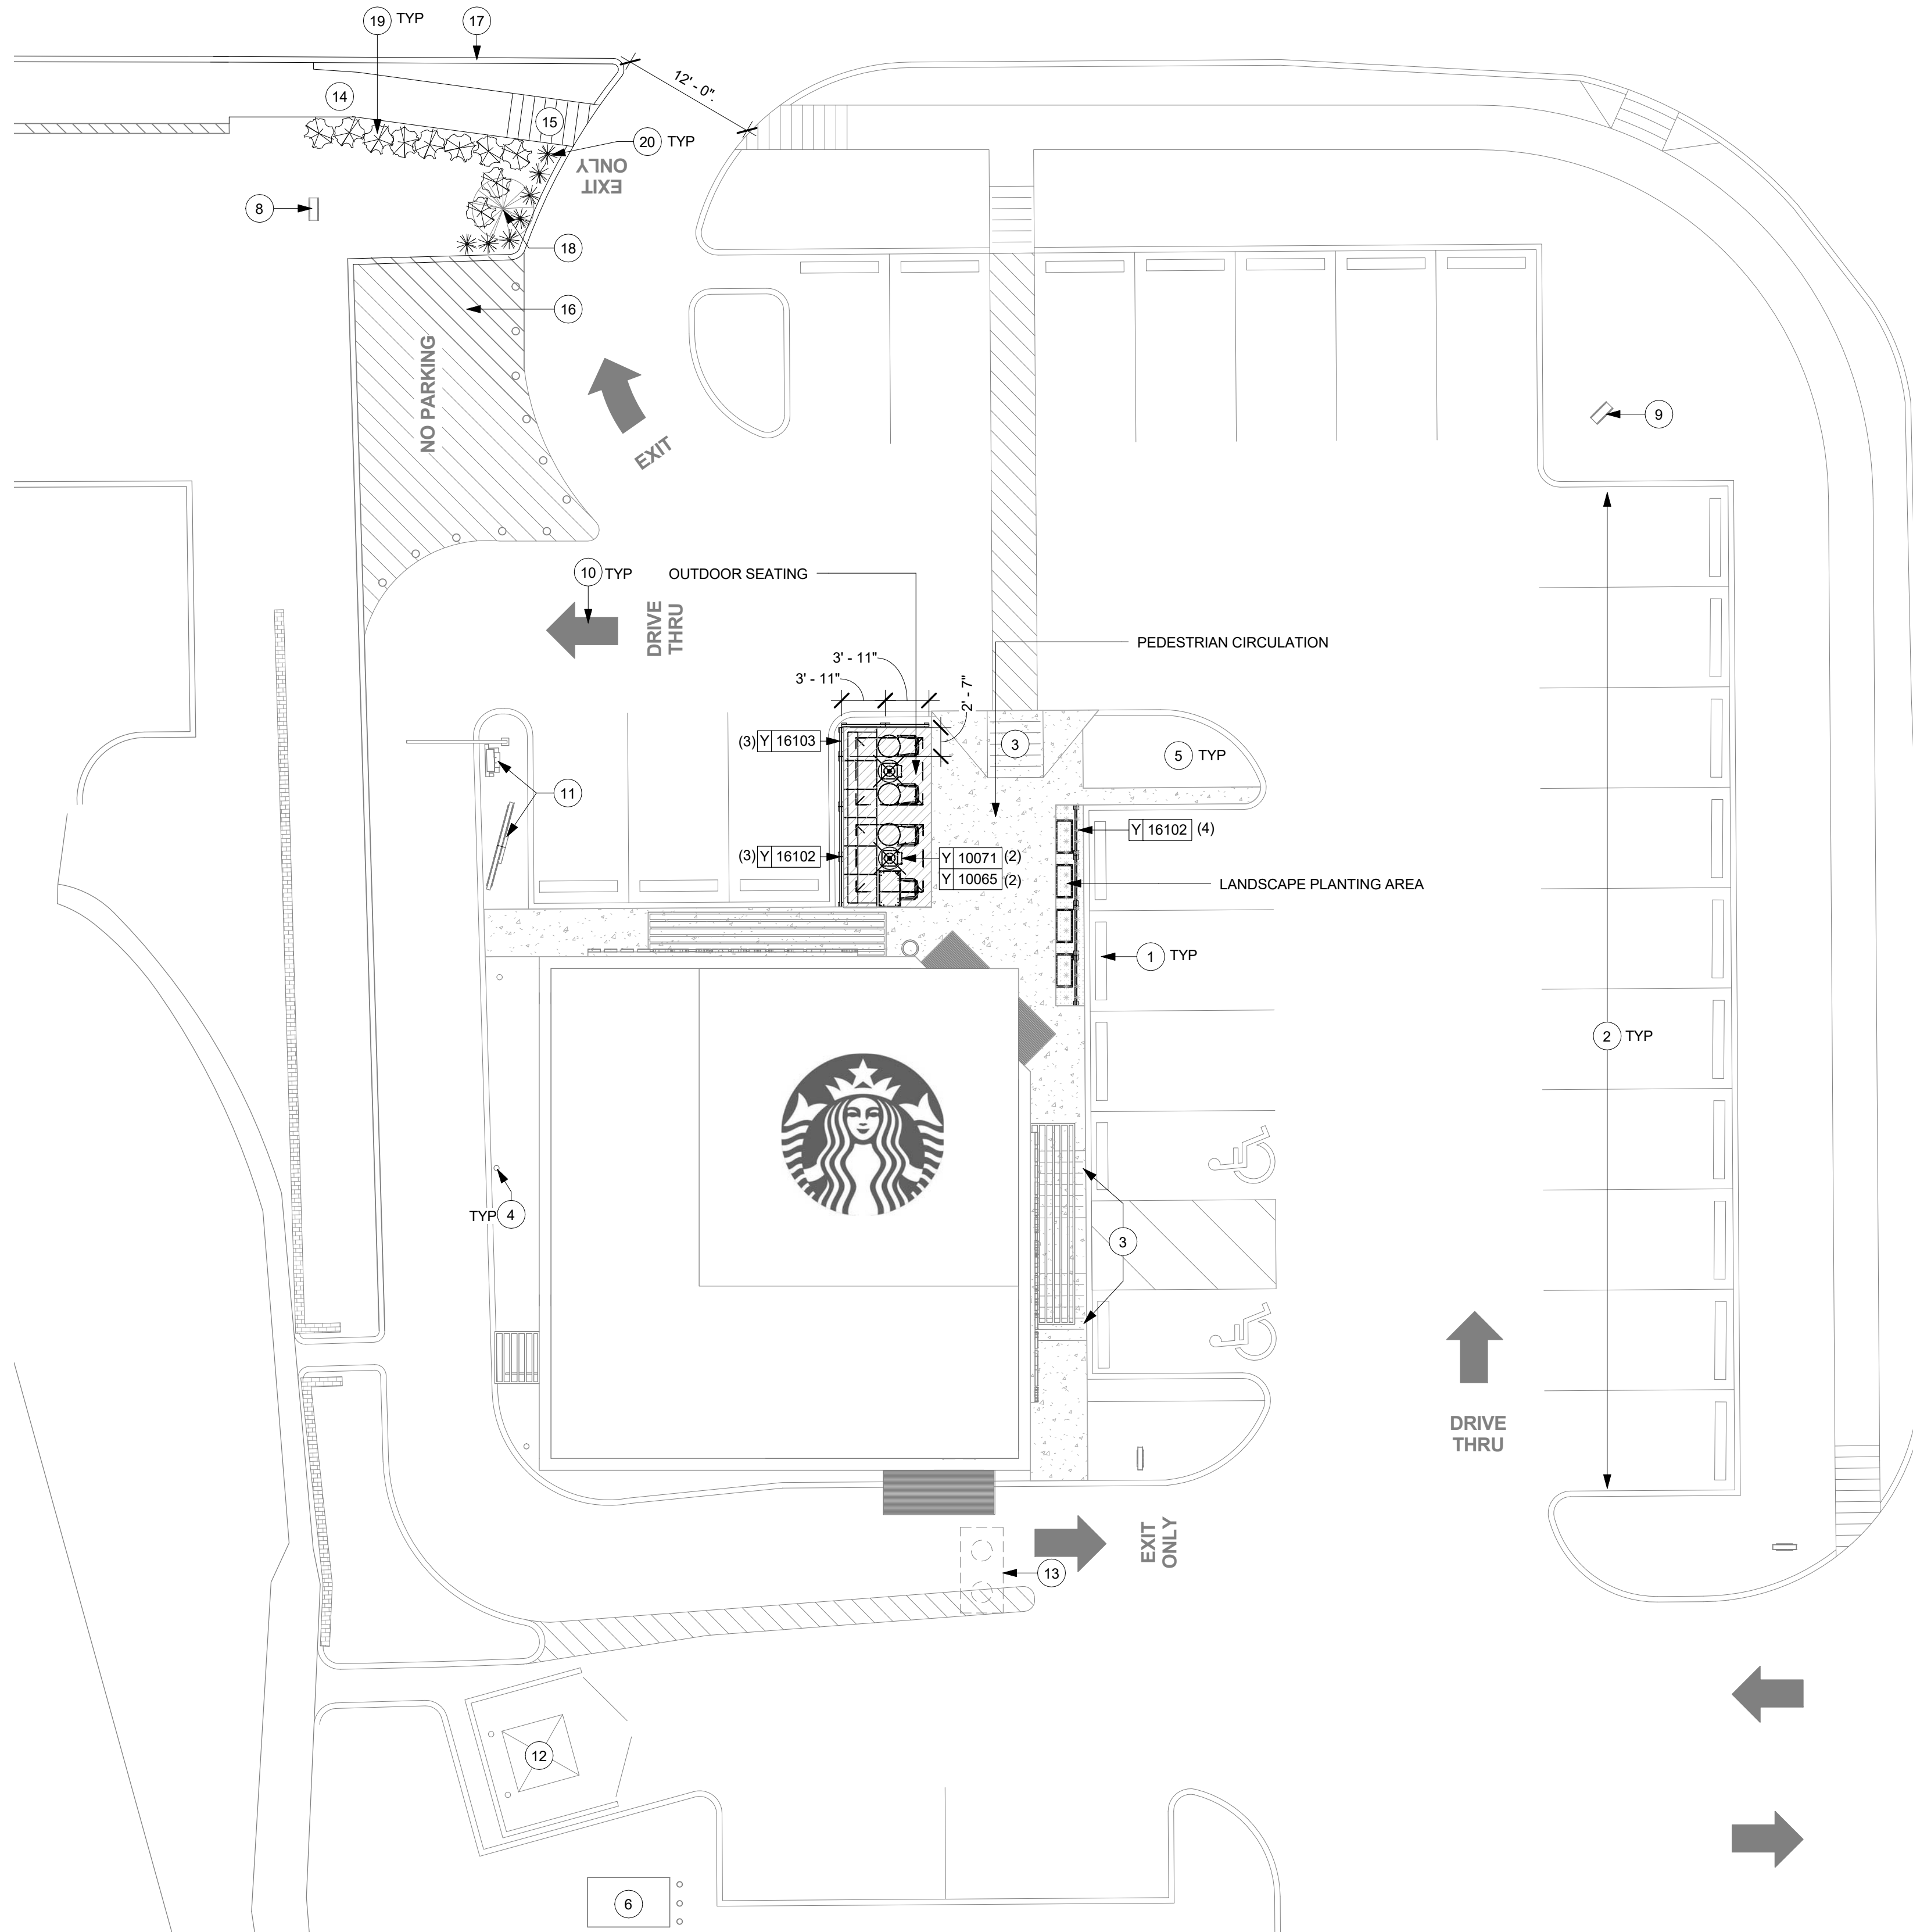 19 TYP
17
12' - 0".
14
15
20 TYP
EXIT
ONLY
8
18
16
NO PARKING
EXIT
9
10 TYP
OUTDOOR SEATING
DRIVE
THRU
PEDESTRIAN CIRCULATION
3' - 11"
3' - 11"
2' - 7"
(3) Y 16103
3
5 TYP
11
Y 16102 (4)
(3) Y 16102
Y 10071 (2)
Y 10065 (2)
LANDSCAPE PLANTING AREA
1 TYP
2 TYP
TYP 4
3
DRIVE
THRU
EXIT
ONLY
13
12
6